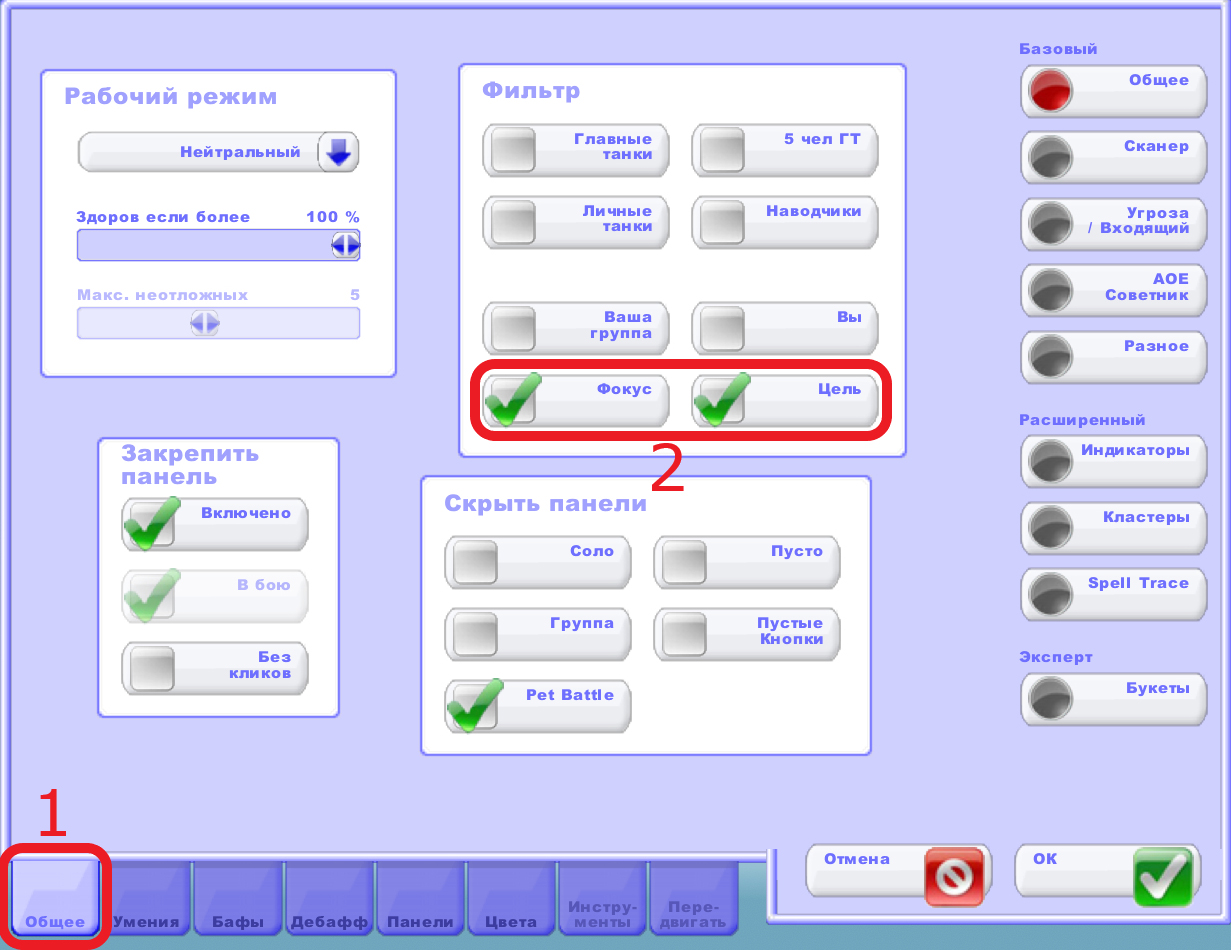 Рабочий режим
Нейтральный
Здоров если более 100 %
Макс. неотложных 5
Фильтр
Главные
танки
5 чел ГТ
Личные
танки
Наводчики
Ваша
группа
Вы
Фокус
Цель
2
Закрепить
панель
Включено
В бою
Без
кликов
Скрыть панели
Соло
Пусто
Группа
Пустые
Кнопки
Pet Battle
Базовый
Общее
Сканер
Угроза
/ Входящий
АОЕ
Советник
Разное
Расширенный
Индикаторы
Кластеры
Spell Trace
Эксперт
Букеты
1
Общее
Умения
Бафы
Дебафф
Панели
Цвета
Инстру-
менты
Пере-
двигать
Отмена
ОК